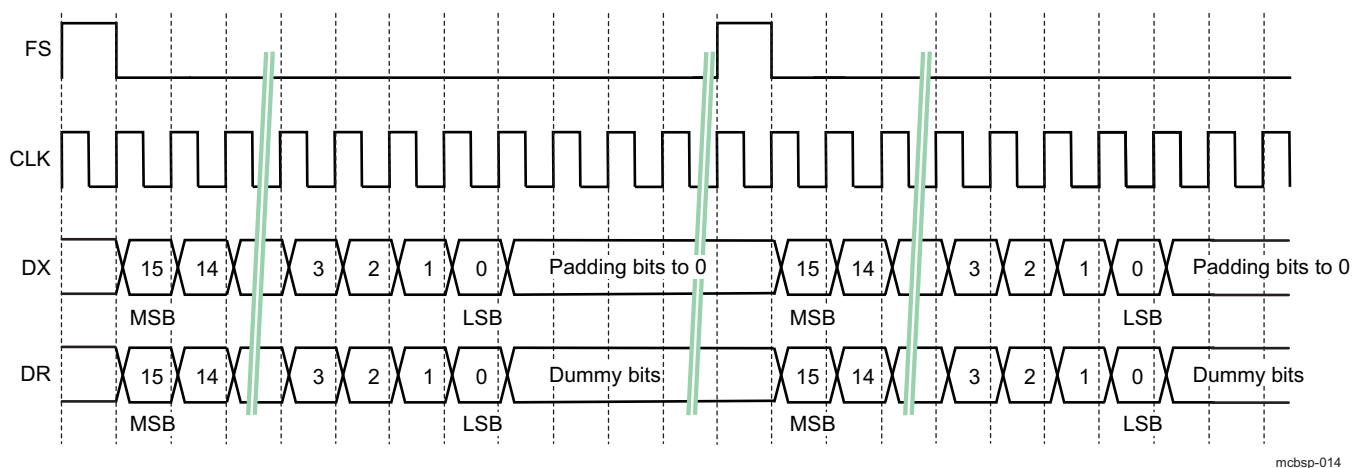 FS
CLK
DX 15 14 3 2 1 0 Padding bits to 0 15 14 3 2 1 0 Padding bits to 0
MSB LSB MSB LSB
DR 15 14 3 2 1 0 Dummy bits 15 14 3 2 1 0 Dummy bits
MSB LSB MSB LSB
mcbsp-014